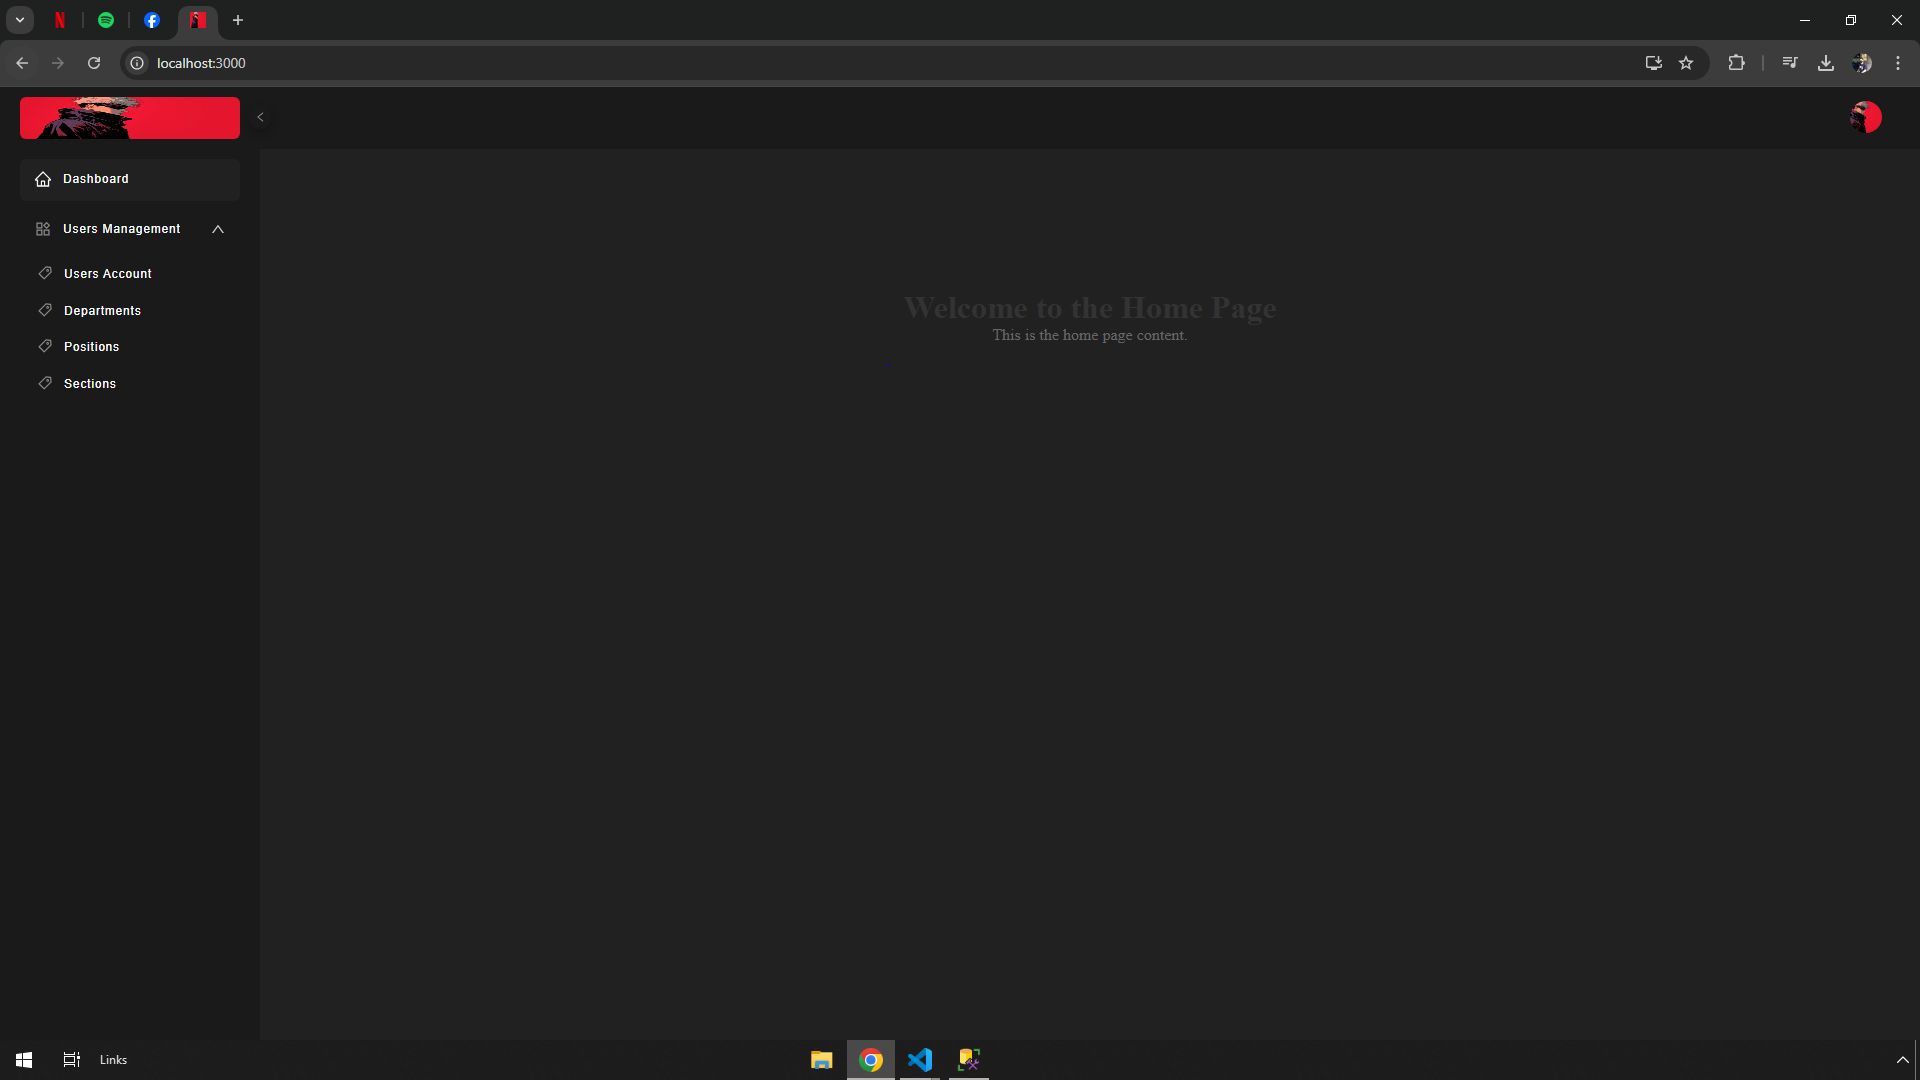 localhost:3000
Dashboard
Users Management
Users Account
Departments
Positions
Sections
Welcome to the Home Page
This is the home page content.
Links